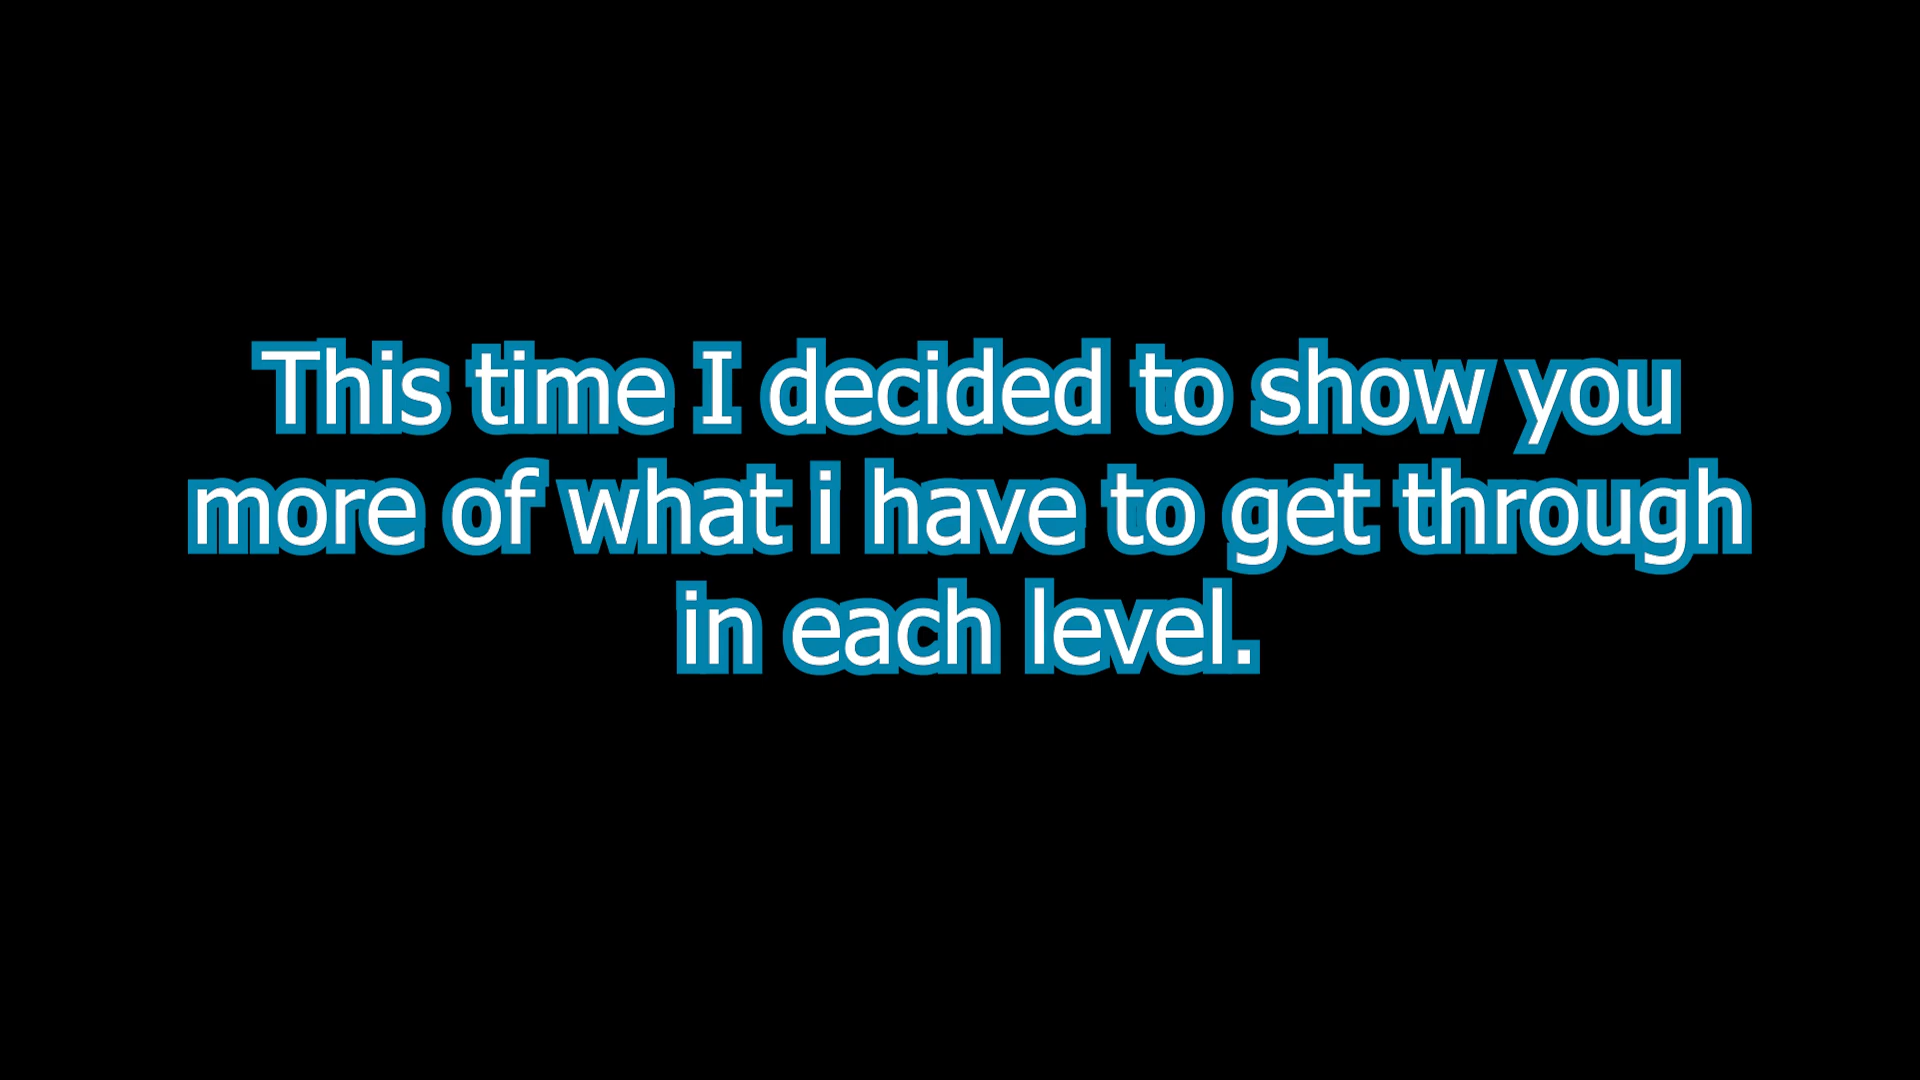 This time I decided to show you
more of what i have to get through
in each level.